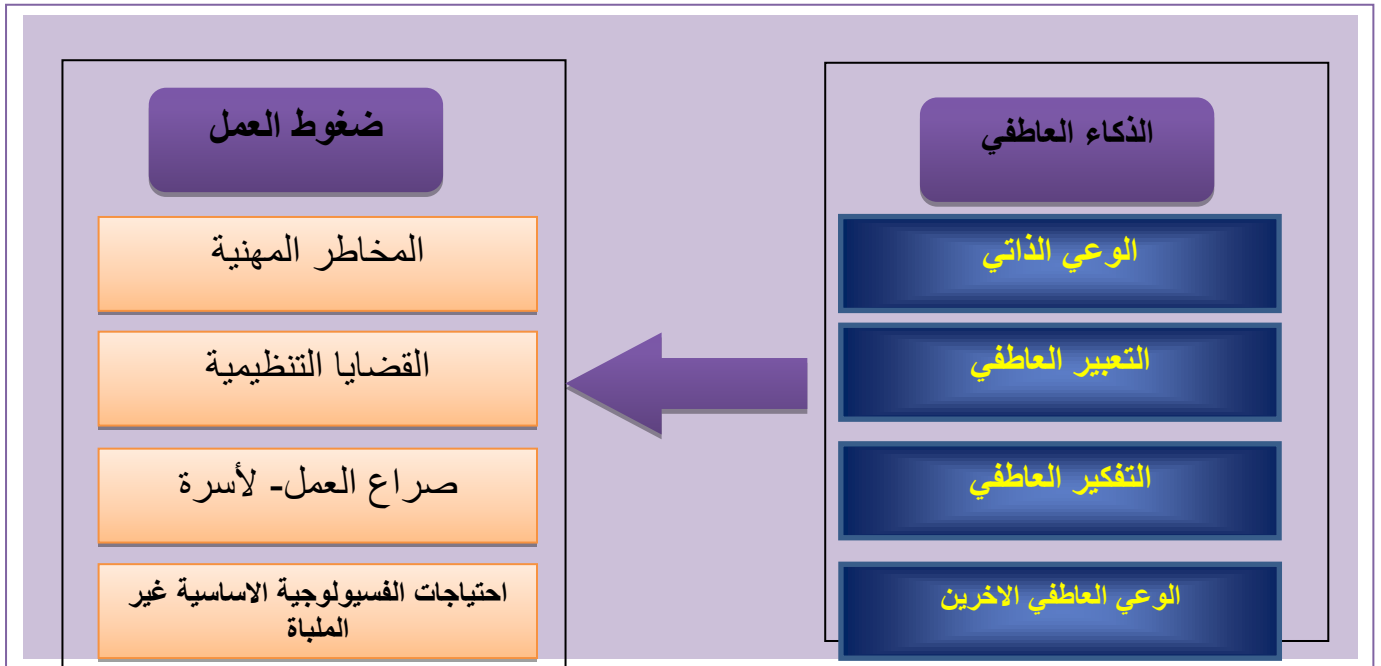 الذكاء العاطفي
الوعي الذاتي
التعبير العاطفي
التفكير العاطفي
الوعي العاطفي الاخرين
ضغوط العمل
المخاطر المهنية
القضايا التنظيمية
صراع العمل- لأسرة
احتياجات الفسيولوجية الاساسية غير
الملباة